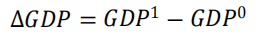 ΔGDP = GDP¹ − GDP⁰